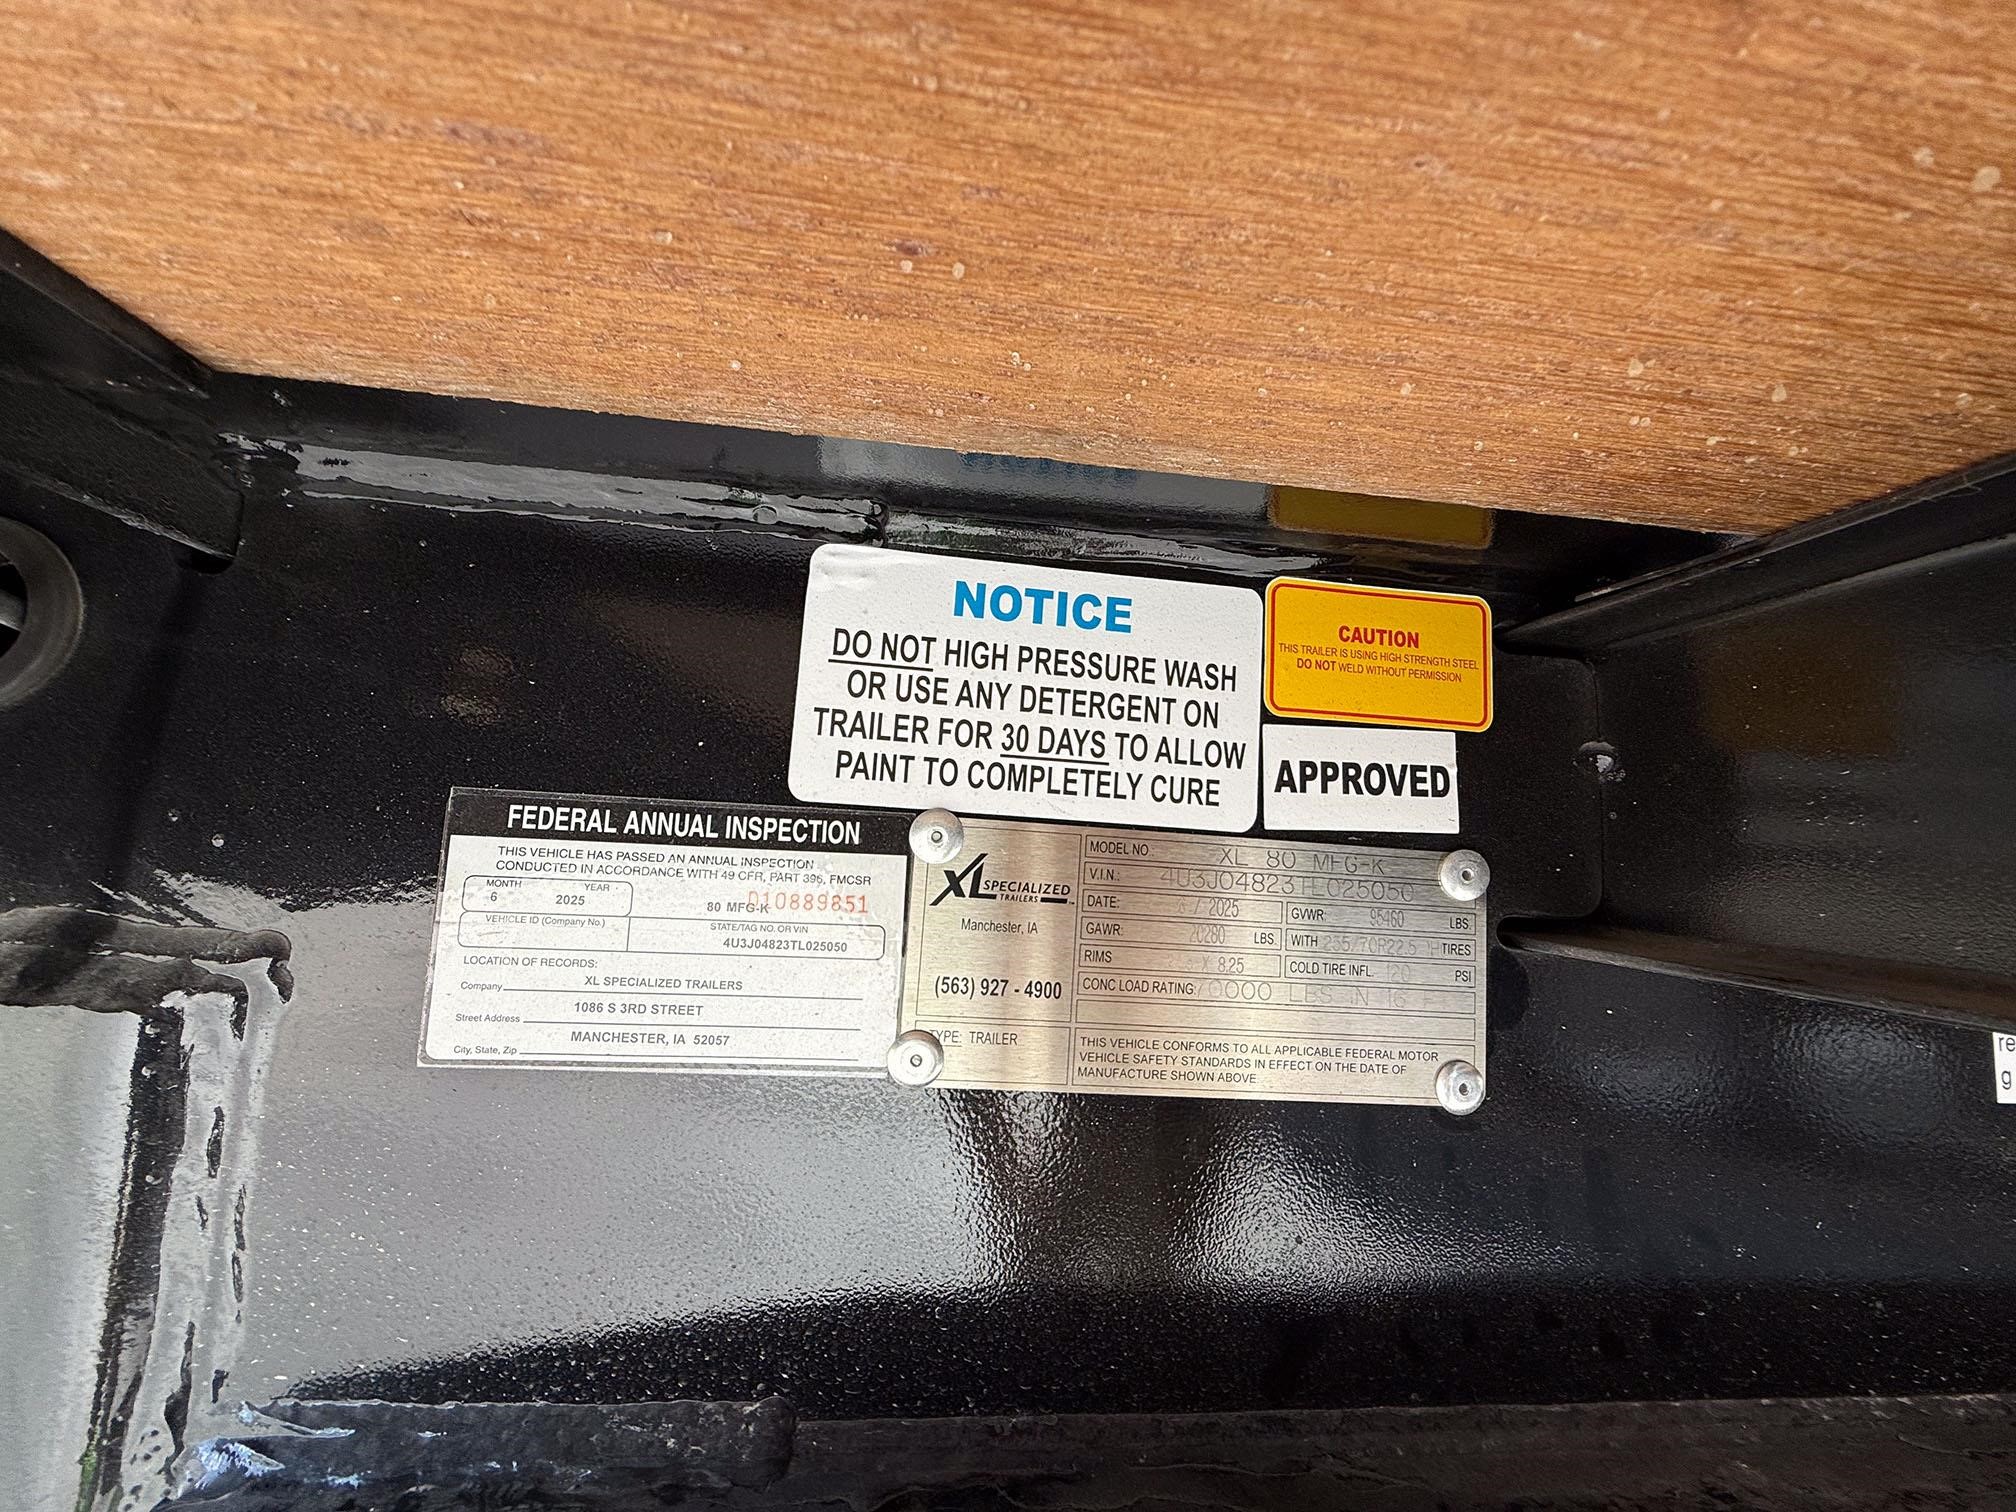 NOTICE
DO NOT HIGH PRESSURE WASH
OR USE ANY DETERGENT ON
TRAILER FOR 30 DAYS TO ALLOW
PAINT TO COMPLETELY CURE
CAUTION
THIS TRAILER IS USING HIGH STRENGTH STEEL
DO NOT WELD WITHOUT PERMISSION
APPROVED
FEDERAL ANNUAL INSPECTION
THIS VEHICLE HAS PASSED AN ANNUAL INSPECTION
CONDUCTED IN ACCORDANCE WITH 49 CFR, PART 396, FMCSR
MONTH YEAR
6 2025
80 MFG-K 010889851
VEHICLE ID (Company No.) STATE/TAG NO. OR VIN
4U3J04823TL025050
LOCATION OF RECORDS:
Company XL SPECIALIZED TRAILERS
Street Address 1086 S 3RD STREET
City, State, Zip MANCHESTER, IA 52057
XL SPECIALIZED
TRAILERS
Manchester, IA
(563) 927 - 4900
TYPE: TRAILER
MODEL NO. XL 80 MFG-K
V.I.N.: 4U3J04823TL025050
DATE: / 2025 GVWR: 95460 LBS.
GAWR: 20280 LBS. WITH 255/70R22.5 TIRES
RIMS X 8.25 COLD TIRE INFL. 120 PSI
CONC LOAD RATING: LBS IN 16 F
THIS VEHICLE CONFORMS TO ALL APPLICABLE FEDERAL MOTOR
VEHICLE SAFETY STANDARDS IN EFFECT ON THE DATE OF
MANUFACTURE SHOWN ABOVE
re
g